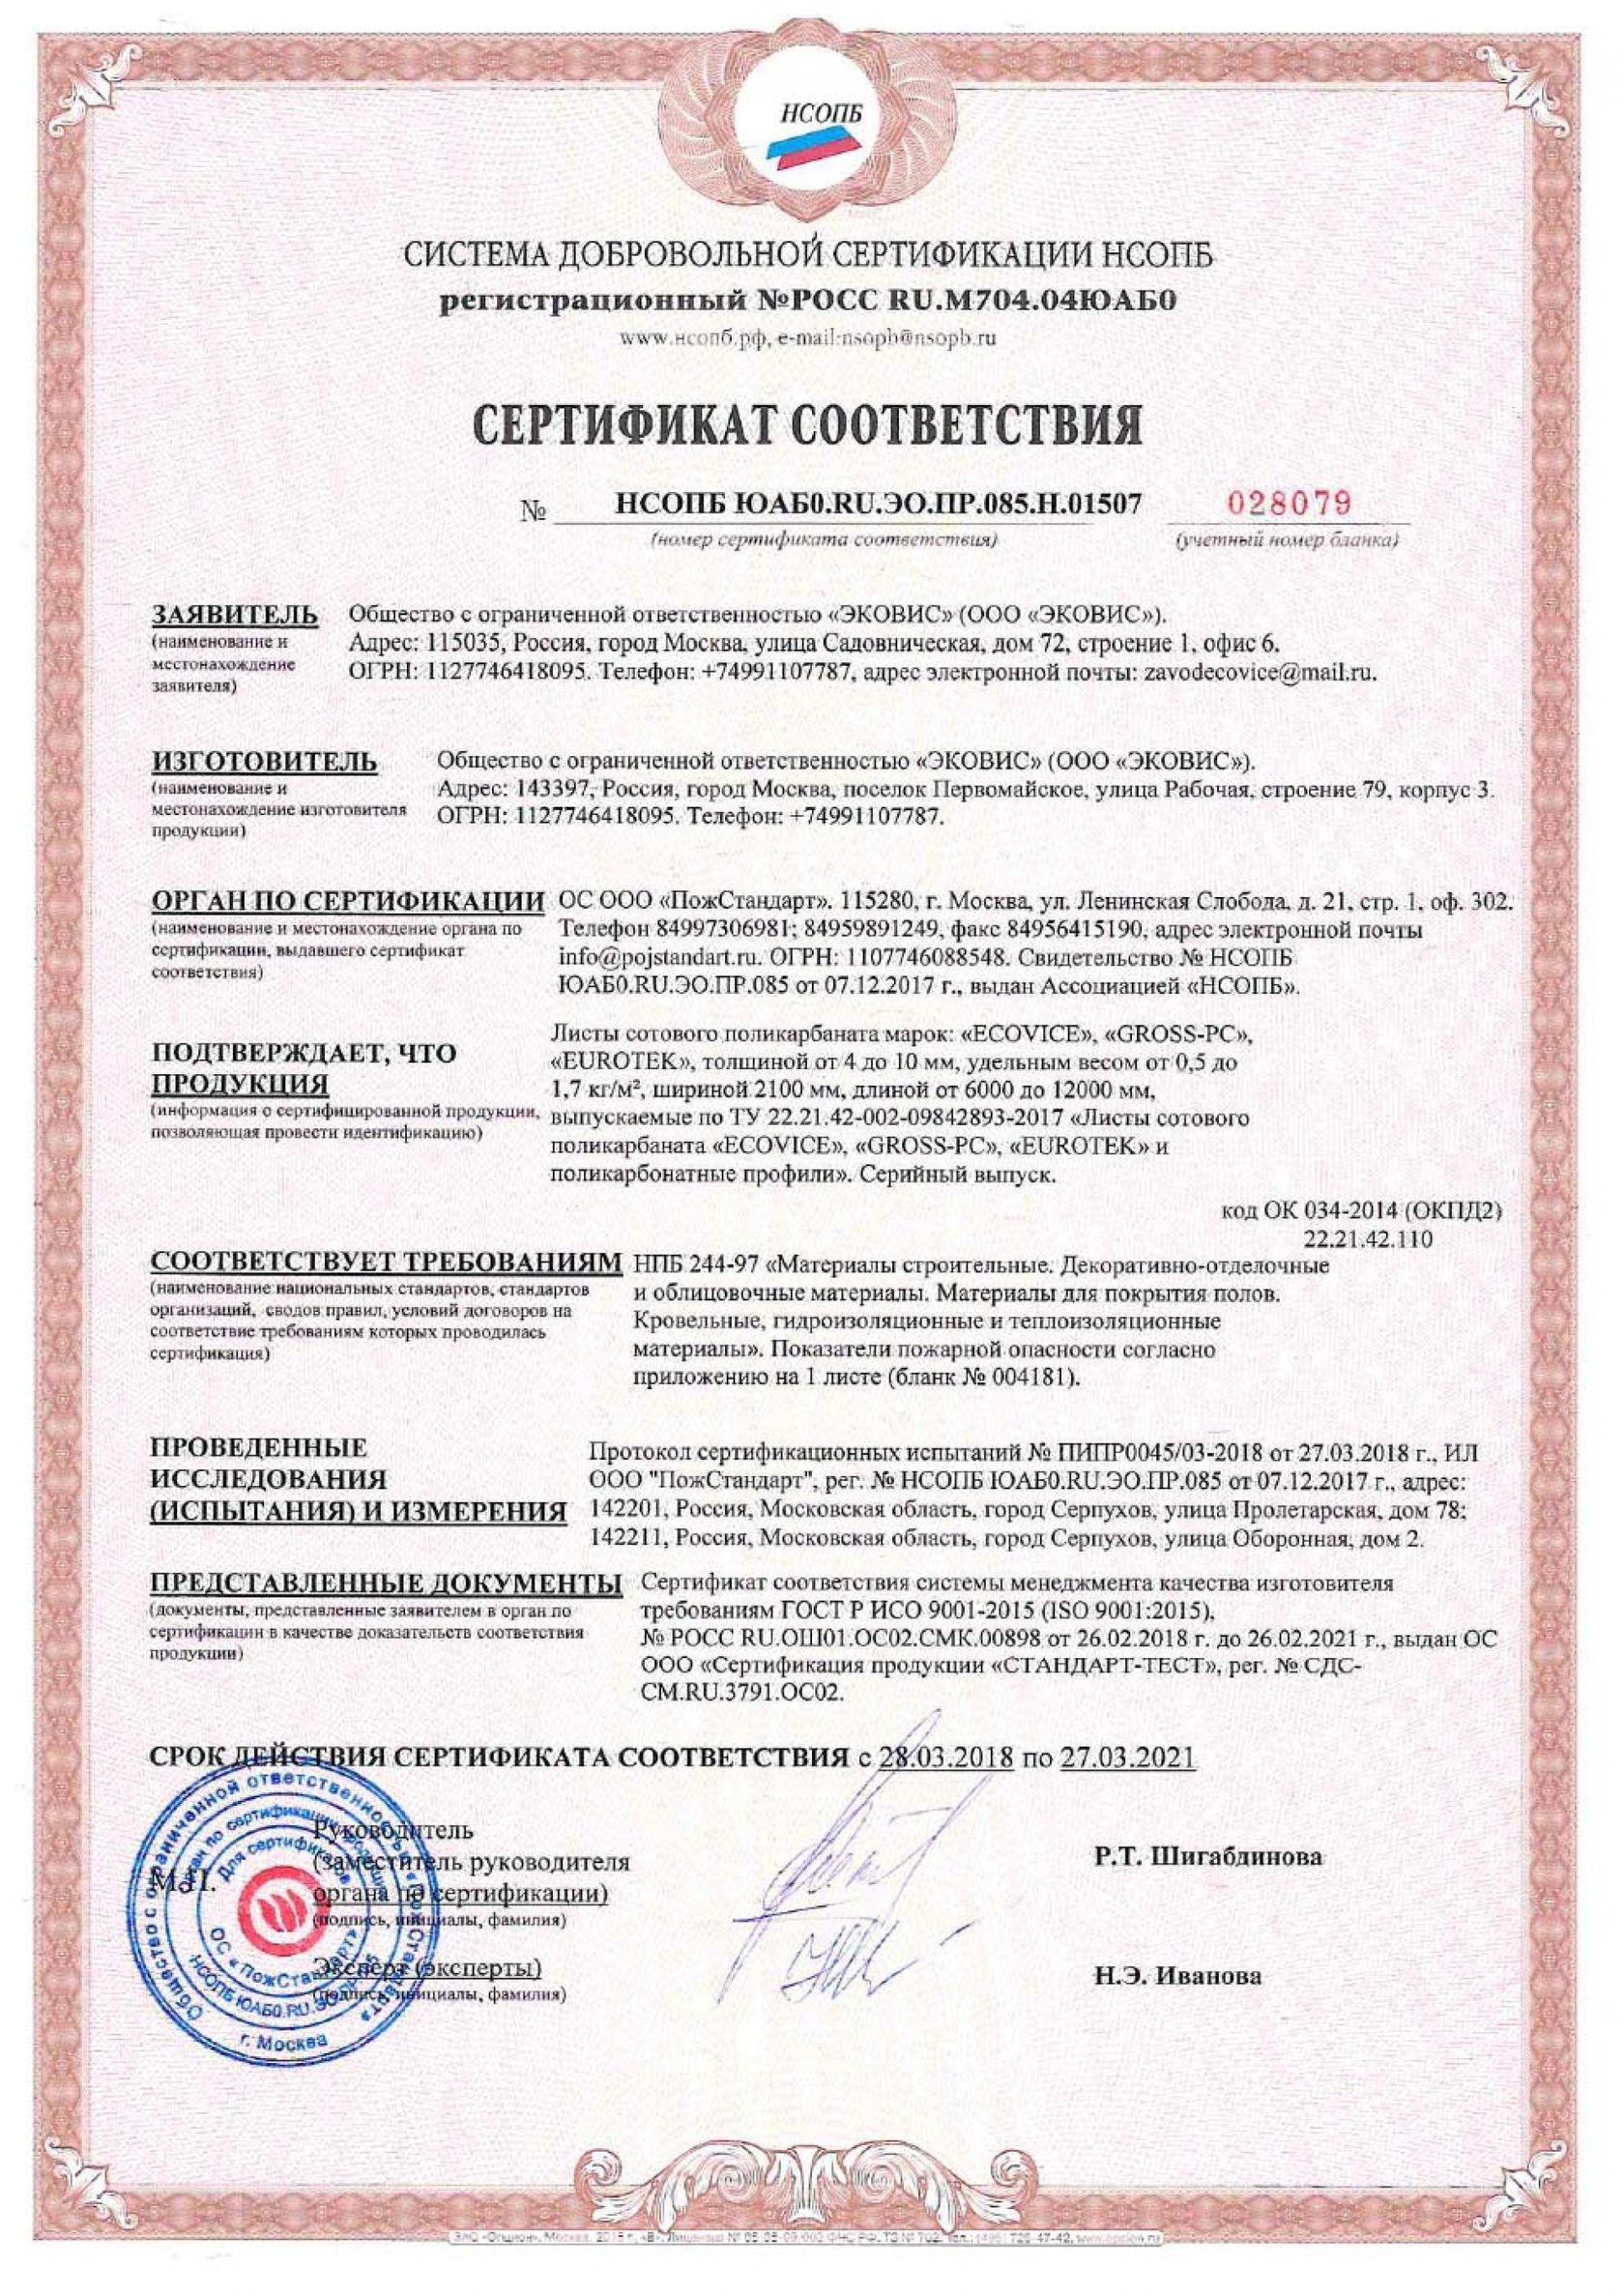 НСОПБ
СИСТЕМА ДОБРОВОЛЬНОЙ СЕРТИФИКАЦИИ НСОПБ
регистрационный №РОСС RU.М704.04ЮАБ0
www.нсопб.рф, e-mail:nsopb@nsopb.ru
СЕРТИФИКАТ СООТВЕТСТВИЯ
№ НСОПБ ЮАБ0.RU.ЭО.ПР.085.Н.01507 028079
(номер сертификата соответствия) (учетный номер бланка)
ЗАЯВИТЕЛЬ
(наименование и
местонахождение
заявителя)
Общество с ограниченной ответственностью «ЭКОВИС» (ООО «ЭКОВИС»).
Адрес: 115035, Россия, город Москва, улица Садовническая, дом 72, строение 1, офис 6.
ОГРН: 1127746418095. Телефон: +74991107787, адрес электронной почты: zavodecovice@mail.ru.
ИЗГОТОВИТЕЛЬ
(наименование и
местонахождение изготовителя
продукции)
Общество с ограниченной ответственностью «ЭКОВИС» (ООО «ЭКОВИС»).
Адрес: 143397, Россия, город Москва, поселок Первомайское, улица Рабочая, строение 79, корпус 3.
ОГРН: 1127746418095. Телефон: +74991107787.
ОРГАН ПО СЕРТИФИКАЦИИ
(наименование и местонахождение органа по
сертификации, выдавшего сертификат
соответствия)
ОС ООО «ПожСтандарт». 115280, г. Москва, ул. Ленинская Слобода, д. 21, стр. 1, оф. 302.
Телефон 84997306981; 84959891249, факс 84956415190, адрес электронной почты
info@pojstandart.ru. ОГРН: 1107746088548. Свидетельство № НСОПБ
ЮАБ0.RU.ЭО.ПР.085 от 07.12.2017 г., выдан Ассоциацией «НСОПБ».
ПОДТВЕРЖДАЕТ, ЧТО
ПРОДУКЦИЯ
(информация о сертифицированной продукции,
позволяющая провести идентификацию)
Листы сотового поликарбаната марок: «ECOVICE», «GROSS-PC»,
«EUROTEK», толщиной от 4 до 10 мм, удельным весом от 0,5 до
1,7 кг/м², шириной 2100 мм, длиной от 6000 до 12000 мм,
выпускаемые по ТУ 22.21.42-002-09842893-2017 «Листы сотового
поликарбаната «ECOVICE», «GROSS-PC», «EUROTEK» и
поликарбонатные профили». Серийный выпуск.
код ОК 034-2014 (ОКПД2)
22.21.42.110
СООТВЕТСТВУЕТ ТРЕБОВАНИЯМ
(наименование национальных стандартов, стандартов
организаций, сводов правил, условий договоров на
соответствие требованиям которых проводилась
сертификация)
НПБ 244-97 «Материалы строительные. Декоративно-отделочные
и облицовочные материалы. Материалы для покрытия полов.
Кровельные, гидроизоляционные и теплоизоляционные
материалы». Показатели пожарной опасности согласно
приложению на 1 листе (бланк № 004181).
ПРОВЕДЕННЫЕ
ИССЛЕДОВАНИЯ
(ИСПЫТАНИЯ) И ИЗМЕРЕНИЯ
Протокол сертификационных испытаний № ПИПР0045/03-2018 от 27.03.2018 г., ИЛ
ООО "ПожСтандарт", рег. № НСОПБ ЮАБ0.RU.ЭО.ПР.085 от 07.12.2017 г., адрес:
142201, Россия, Московская область, город Серпухов, улица Пролетарская, дом 78;
142211, Россия, Московская область, город Серпухов, улица Оборонная, дом 2.
ПРЕДСТАВЛЕННЫЕ ДОКУМЕНТЫ
(документы, представленные заявителем в орган по
сертификации в качестве доказательств соответствия
продукции)
Сертификат соответствия системы менеджмента качества изготовителя
требованиям ГОСТ Р ИСО 9001-2015 (ISO 9001:2015),
№ РОСС RU.ОШ01.ОС02.СМК.00898 от 26.02.2018 г. до 26.02.2021 г., выдан ОС
ООО «Сертификация продукции «СТАНДАРТ-ТЕСТ», рег. № СДС-
СМ.RU.3791.ОС02.
СРОК ДЕЙСТВИЯ СЕРТИФИКАТА СООТВЕТСТВИЯ с 28.03.2018 по 27.03.2021
М.П.
Руководитель
(заместитель руководителя
органа по сертификации)
(подпись, инициалы, фамилия)
Р.Т. Шигабдинова
Эксперт (эксперты)
(подпись, инициалы, фамилия)
Н.Э. Иванова
Общество с ограниченной ответственностью «ПожСтандарт»
Орган по сертификации продукции
Для сертификатов
ОС «ПожСтандарт»
НСОПБ ЮАБ0.RU.ЭО.ПР.085
г. Москва